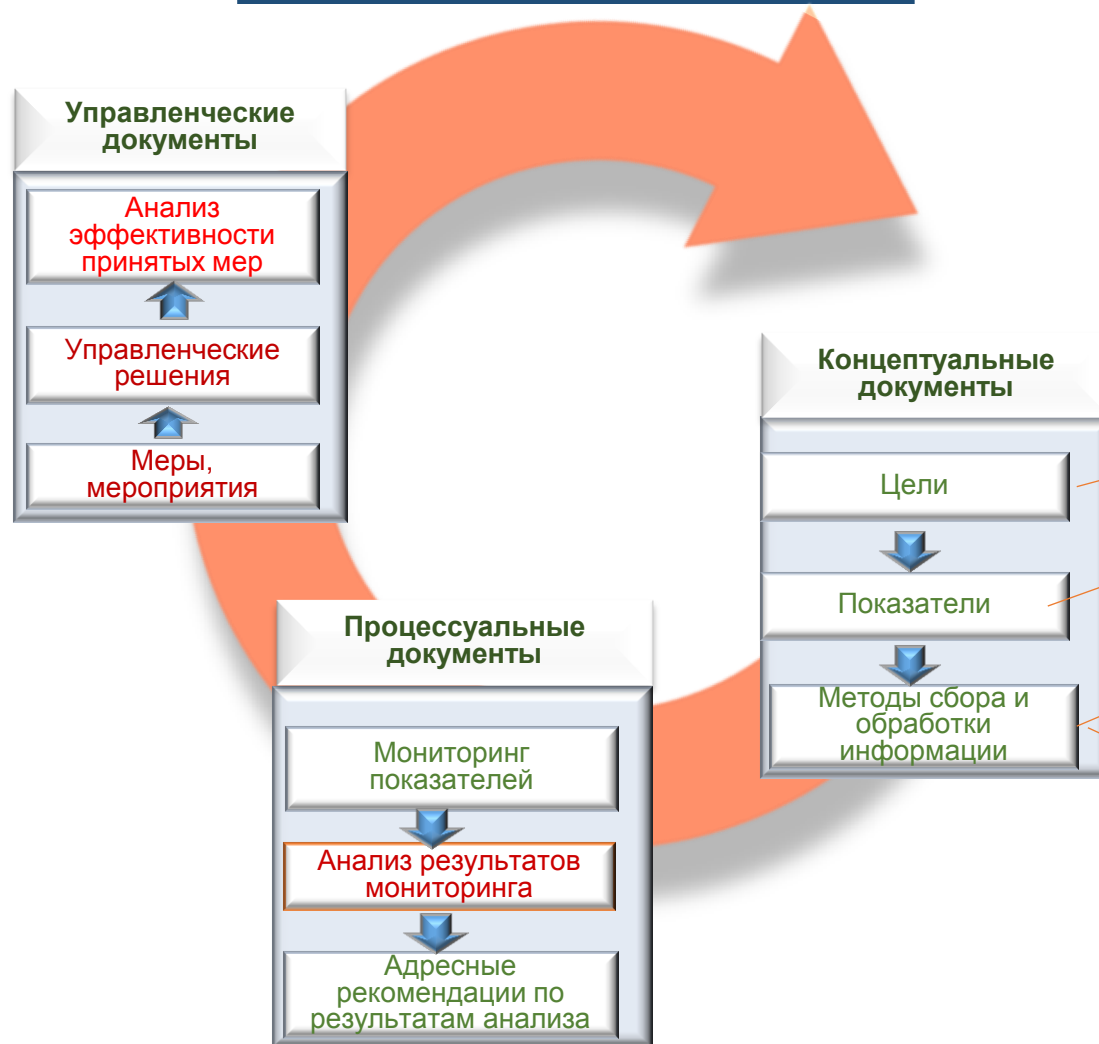 Управленческие
документы
Анализ
эффективности
принятых мер
Управленческие
решения
Меры,
мероприятия
Концептуальные
документы
Цели
Показатели
Методы сбора и
обработки
информации
Процессуальные
документы
Мониторинг
показателей
Анализ результатов
мониторинга
Адресные
рекомендации по
результатам анализа